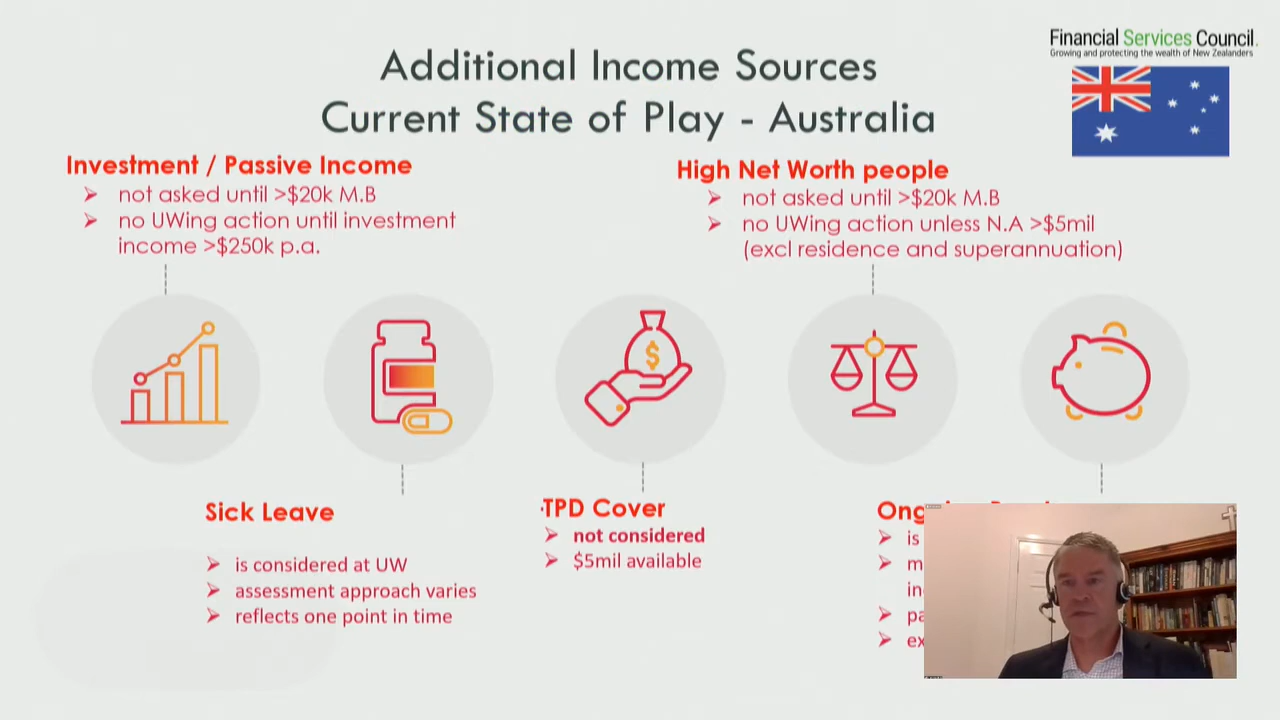 Financial Services Council
Growing and protecting the wealth of New Zealanders
Additional Income Sources
Current State of Play - Australia
Investment / Passive Income
not asked until >$20k M.B
no UWing action until investment
income >$250k p.a.
High Net Worth people
not asked until >$20k M.B
no UWing action unless N.A >$5mil
(excl residence and superannuation)
$
Sick Leave
is considered at UW
assessment approach varies
reflects one point in time
TPD Cover
not considered
$5mil available
is